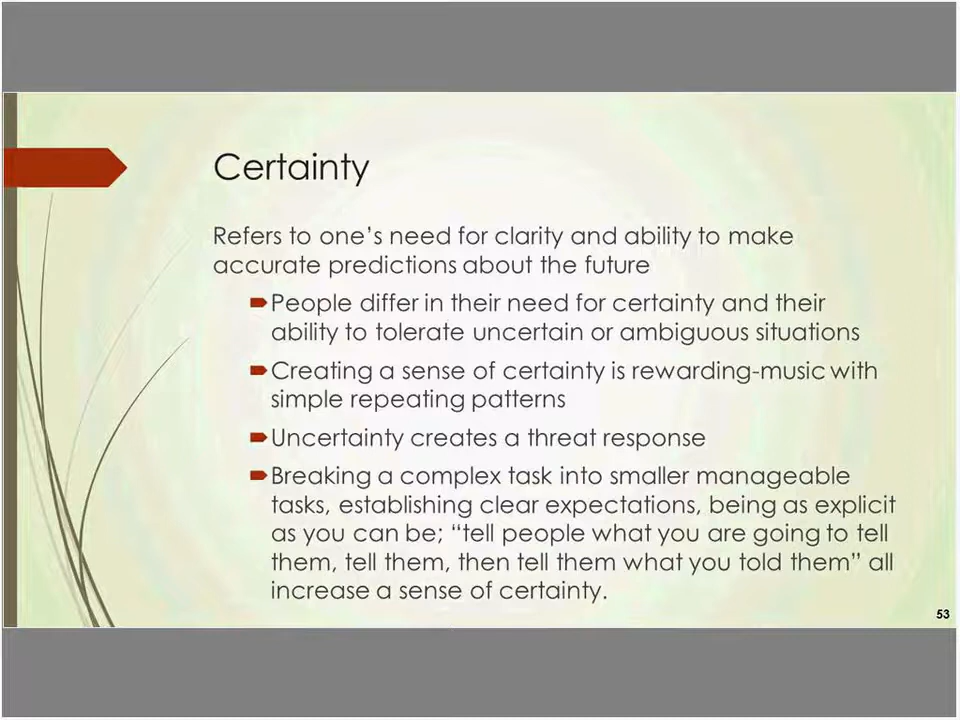 Certainty
Refers to one’s need for clarity and ability to make
accurate predictions about the future
People differ in their need for certainty and their
ability to tolerate uncertain or ambiguous situations
Creating a sense of certainty is rewarding-music with
simple repeating patterns
Uncertainty creates a threat response
Breaking a complex task into smaller manageable
tasks, establishing clear expectations, being as explicit
as you can be; “tell people what you are going to tell
them, tell them, then tell them what you told them” all
increase a sense of certainty.
53